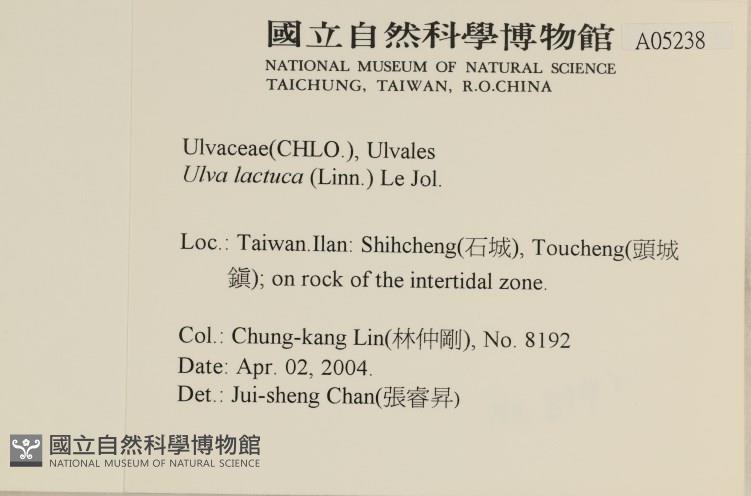 國立自然科學博物館 A05238
NATIONAL MUSEUM OF NATURAL SCIENCE
TAICHUNG, TAIWAN, R.O.CHINA
Ulvaceae(CHLO.), Ulvales
Ulva lactuca (Linn.) Le Jol.
Loc.: Taiwan.Ilan: Shihcheng(石城), Toucheng(頭城
鎮); on rock of the intertidal zone.
Col.: Chung-kang Lin(林仲剛), No. 8192
Date: Apr. 02, 2004.
Det.: Jui-sheng Chan(張睿昇)
國立自然科學博物館
NATIONAL MUSEUM OF NATURAL SCIENCE